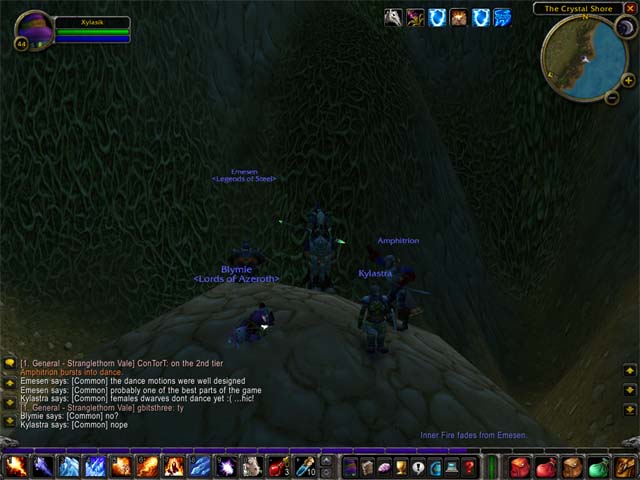 Xylasik
44
The Crystal Shore
N
Emesen
<Legends of Steel>
Amphitrion
Blymie
<Lords of Azeroth>
Kylastra
[1. General - Stranglethorn Vale] ConTorT: on the 2nd tier
Amphitrion bursts into dance.
Emesen says: [Common] the dance motions were well designed
Emesen says: [Common] probably one of the best parts of the game
Kylastra says: [Common] females dwarves dont dance yet :( ...hic!
[1. General - Stranglethorn Vale] gbitsthree: ty
Blymie says: [Common] no?
Kylastra says: [Common] nope
Inner Fire fades from Emesen.
3
10